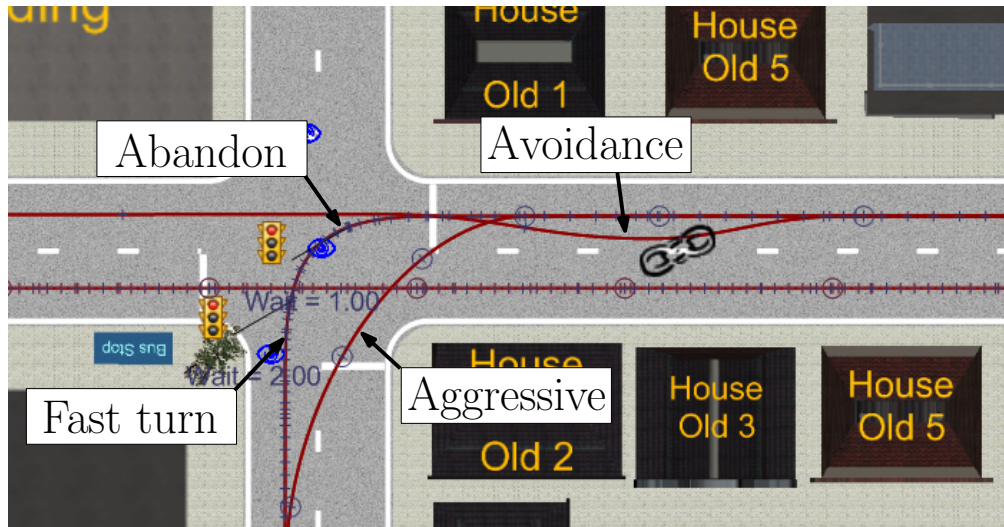 ding
House
Old 1
House
Old 5
Abandon
Avoidance
Wait = 1.00
Bus Stop
Wait = 2.00
Fast turn
Aggressive
House
Old 2
House
Old 3
House
Old 5